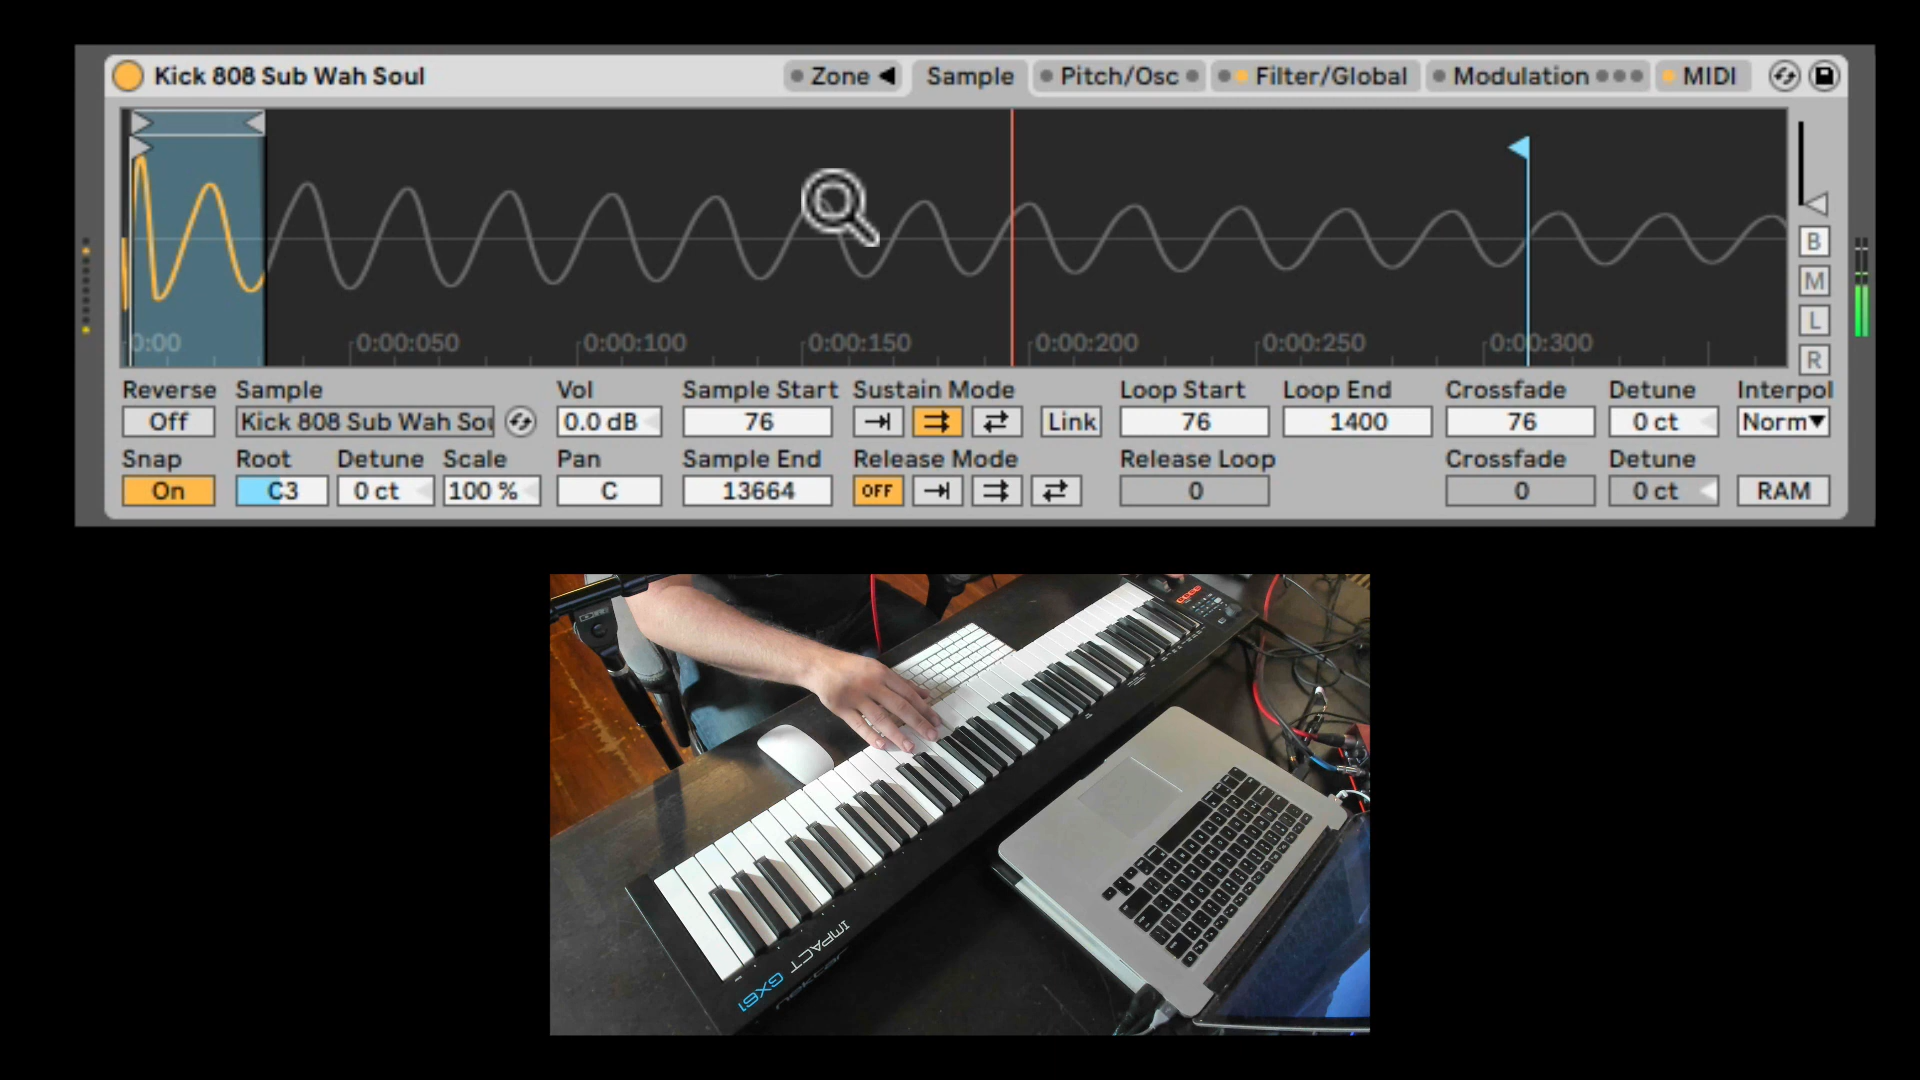 Kick 808 Sub Wah Soul
Zone
Sample
Pitch/Osc
Filter/Global
Modulation
MIDI
B
M
L
R
0:00
0:00:050
0:00:100
0:00:150
0:00:200
0:00:250
0:00:300
Reverse
Sample
Vol
Sample Start
Sustain Mode
Loop Start
Loop End
Crossfade
Detune
Interpol
Off
Kick 808 Sub Wah Sou
0.0 dB
76
Link
76
1400
76
0 ct
Norm
Snap
Root
Detune
Scale
Pan
Sample End
Release Mode
Release Loop
Crossfade
Detune
On
C3
0 ct
100 %
C
13664
OFF
0
0
0 ct
RAM
IMPACT GX61
nektar